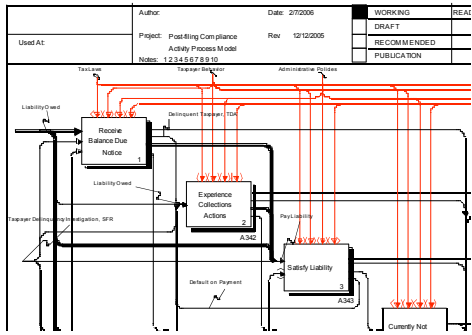 Author:
Date: 2/7/2006
WORKING
READ
DRAFT
Project: Post-filing Compliance
Rev 12/12/2005
RECOMMENDED
Used At:
Activity Process Model
PUBLICATION
Notes: 1 2 3 4 5 6 7 8 9 10
Tax Laws
Taxpayer Behavior
Administrative Policies
Liability Owed
Delinquent Taxpayer, TDA
Receive
Balance Due
Notice
1
Liability Owed
Experience
Collections
Actions
2
A342
Taxpayer Delinquency Investigation, SFR
Pay Liability
Satisfy Liability
3
A343
Default on Payment
Currently Not